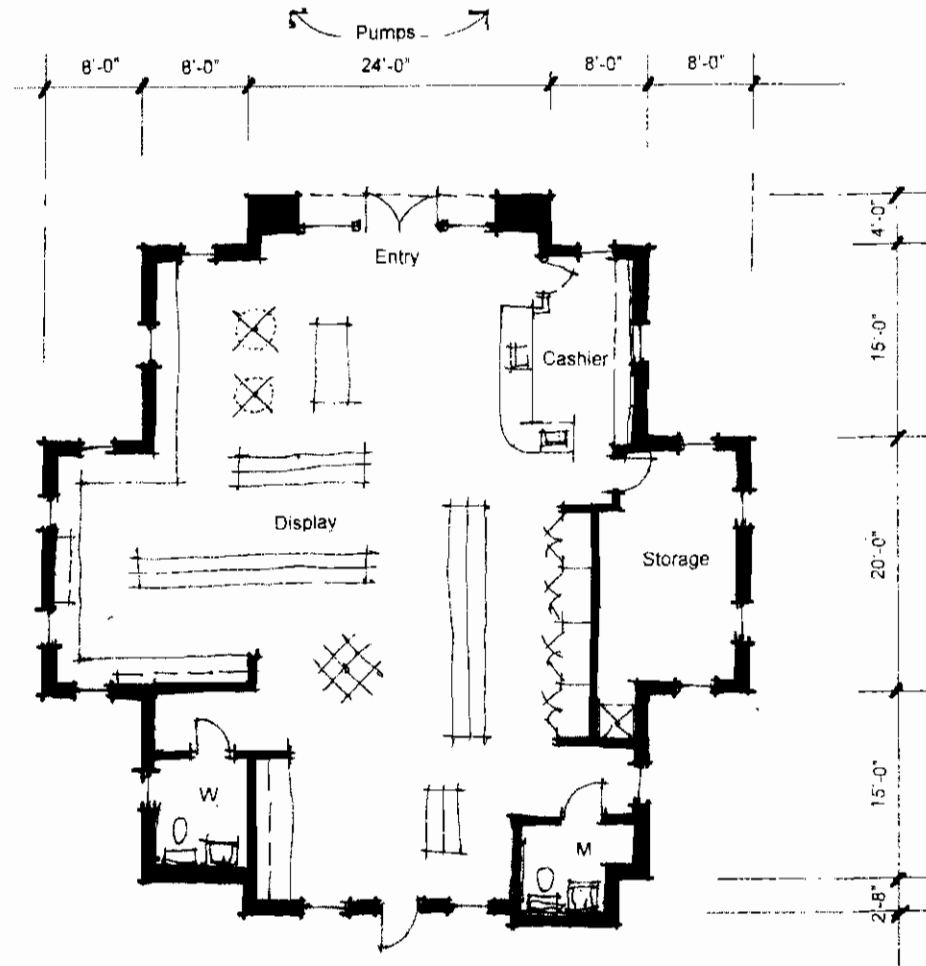 Pumps
8'-0"
8'-0"
24'-0"
8'-0"
8'-0"
4'-0"
Entry
15'-0"
Cashier
Display
Storage
20'-0"
15'-0"
W
M
2'-8"